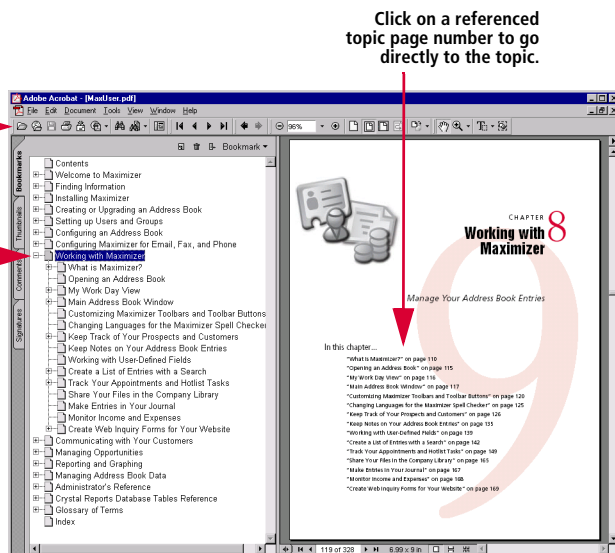 Click on a referenced
topic page number to go
directly to the topic.
Adobe Acrobat - [MaxUser.pdf]
File Edit Document Tools View Window Help
96%
Bookmark
Bookmarks
Thumbnails
Comments
Signatures
Contents
Welcome to Maximizer
Finding Information
Installing Maximizer
Creating or Upgrading an Address Book
Setting up Users and Groups
Configuring an Address Book
Configuring Maximizer for Email, Fax, and Phone
Working with Maximizer
What is Maximizer?
Opening an Address Book
My Work Day View
Main Address Book Window
Customizing Maximizer Toolbars and Toolbar Buttons
Changing Languages for the Maximizer Spell Checker
Keep Track of Your Prospects and Customers
Keep Notes on Your Address Book Entries
Working with User-Defined Fields
Create a List of Entries with a Search
Track Your Appointments and Hotlist Tasks
Share Your Files in the Company Library
Make Entries in Your Journal
Monitor Income and Expenses
Create Web Inquiry Forms for Your Website
Communicating with Your Customers
Managing Opportunities
Reporting and Graphing
Managing Address Book Data
Administrator's Reference
Crystal Reports Database Tables Reference
Glossary of Terms
Index
CHAPTER 8
Working with
Maximizer
9
Manage Your Address Book Entries
In this chapter...
"What is Maximizer?" on page 110
"Opening an Address Book" on page 115
"My Work Day View" on page 116
"Main Address Book Window" on page 117
"Customizing Maximizer Toolbars and Toolbar Buttons" on page 120
"Changing Languages for the Maximizer Spell Checker" on page 125
"Keep Track of Your Prospects and Customers" on page 126
"Keep Notes on Your Address Book Entries" on page 135
"Working with User-Defined Fields" on page 139
"Create a List of Entries with a Search" on page 142
"Track Your Appointments and Hotlist Tasks" on page 149
"Share Your Files in the Company Library" on page 165
"Make Entries in Your Journal" on page 167
"Monitor Income and Expenses" on page 168
"Create Web Inquiry Forms for Your Website" on page 169
119 of 328
6.99 x 9 in